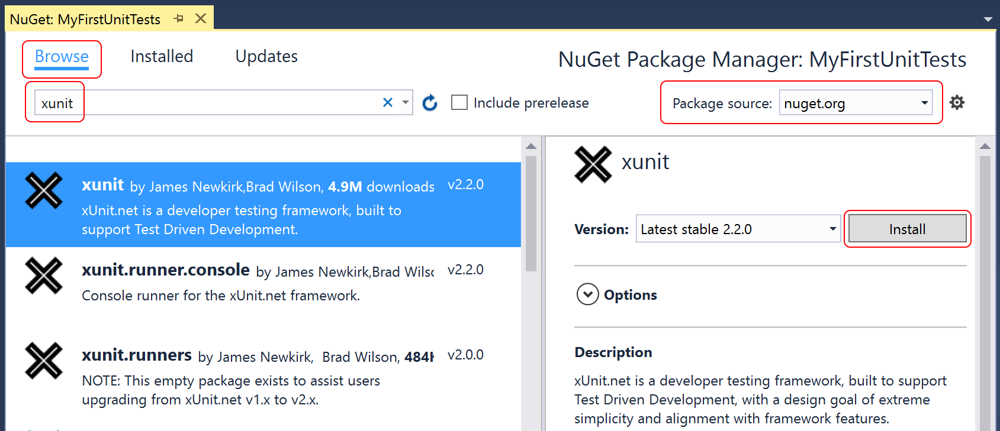 NuGet: MyFirstUnitTests
Browse Installed Updates
NuGet Package Manager: MyFirstUnitTests
xunit
Include prerelease
Package source: nuget.org
xunit by James Newkirk,Brad Wilson, 4.9M downloads v2.2.0
xUnit.net is a developer testing framework, built to
support Test Driven Development.
xunit.runner.console by James Newkirk,Brad v2.2.0
Console runner for the xUnit.net framework.
xunit.runners by James Newkirk, Brad Wilson, 484K v2.0.0
NOTE: This empty package exists to assist users
upgrading from xUnit.net v1.x to v2.x.
xunit
Version: Latest stable 2.2.0 Install
Options
Description
xUnit.net is a developer testing framework, built to support
Test Driven Development, with a design goal of extreme
simplicity and alignment with framework features.